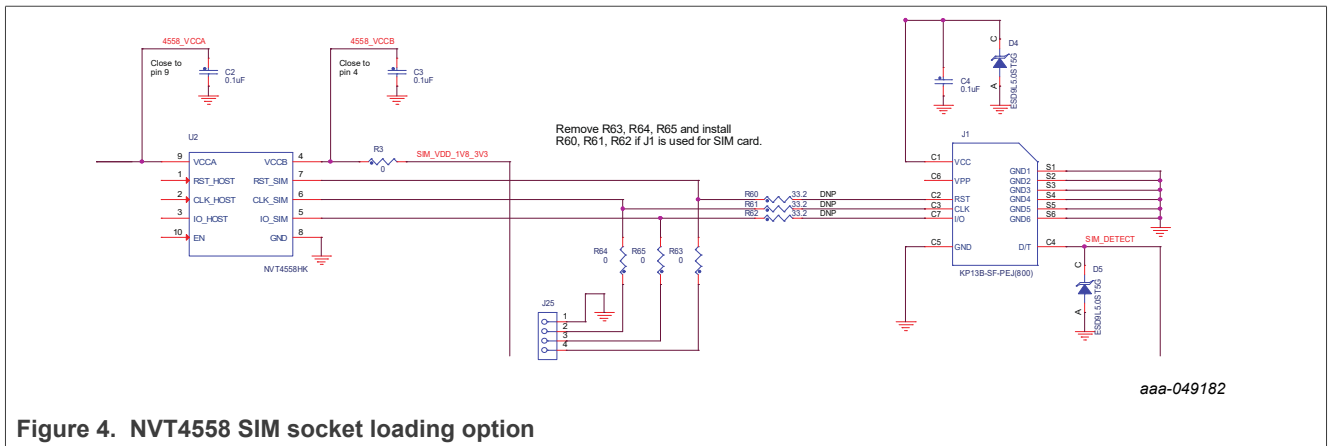 4558_VCCA
4558_VCCB
Close to
pin 9
C2
0.1uF
Close to
pin 4
C3
0.1uF
C4
0.1uF
C
D4
A
ESD9L5.0ST5G
U2
9 VCCA VCCB 4
1 RST_HOST RST_SIM 7
2 CLK_HOST CLK_SIM 6
3 IO_HOST IO_SIM 5
10 EN GND 8
NVT4558HK
R3
0
SIM_VDD_1V8_3V3
Remove R63, R64, R65 and install
R60, R61, R62 if J1 is used for SIM card.
R60 33.2 DNP
R61 33.2 DNP
R62 33.2 DNP
R64
0
R65
0
R63
0
J25
1
2
3
4
J1
C1 VCC GND1 S1
C6 VPP GND2 S2
GND3 S3
C2 RST GND4 S4
C3 CLK GND5 S5
C7 I/O GND6 S6
C5 GND D/T C4
KP13B-SF-PEJ(800)
SIM_DETECT
C
D5
A
ESD9L5.0ST5G
aaa-049182
Figure 4. NVT4558 SIM socket loading option